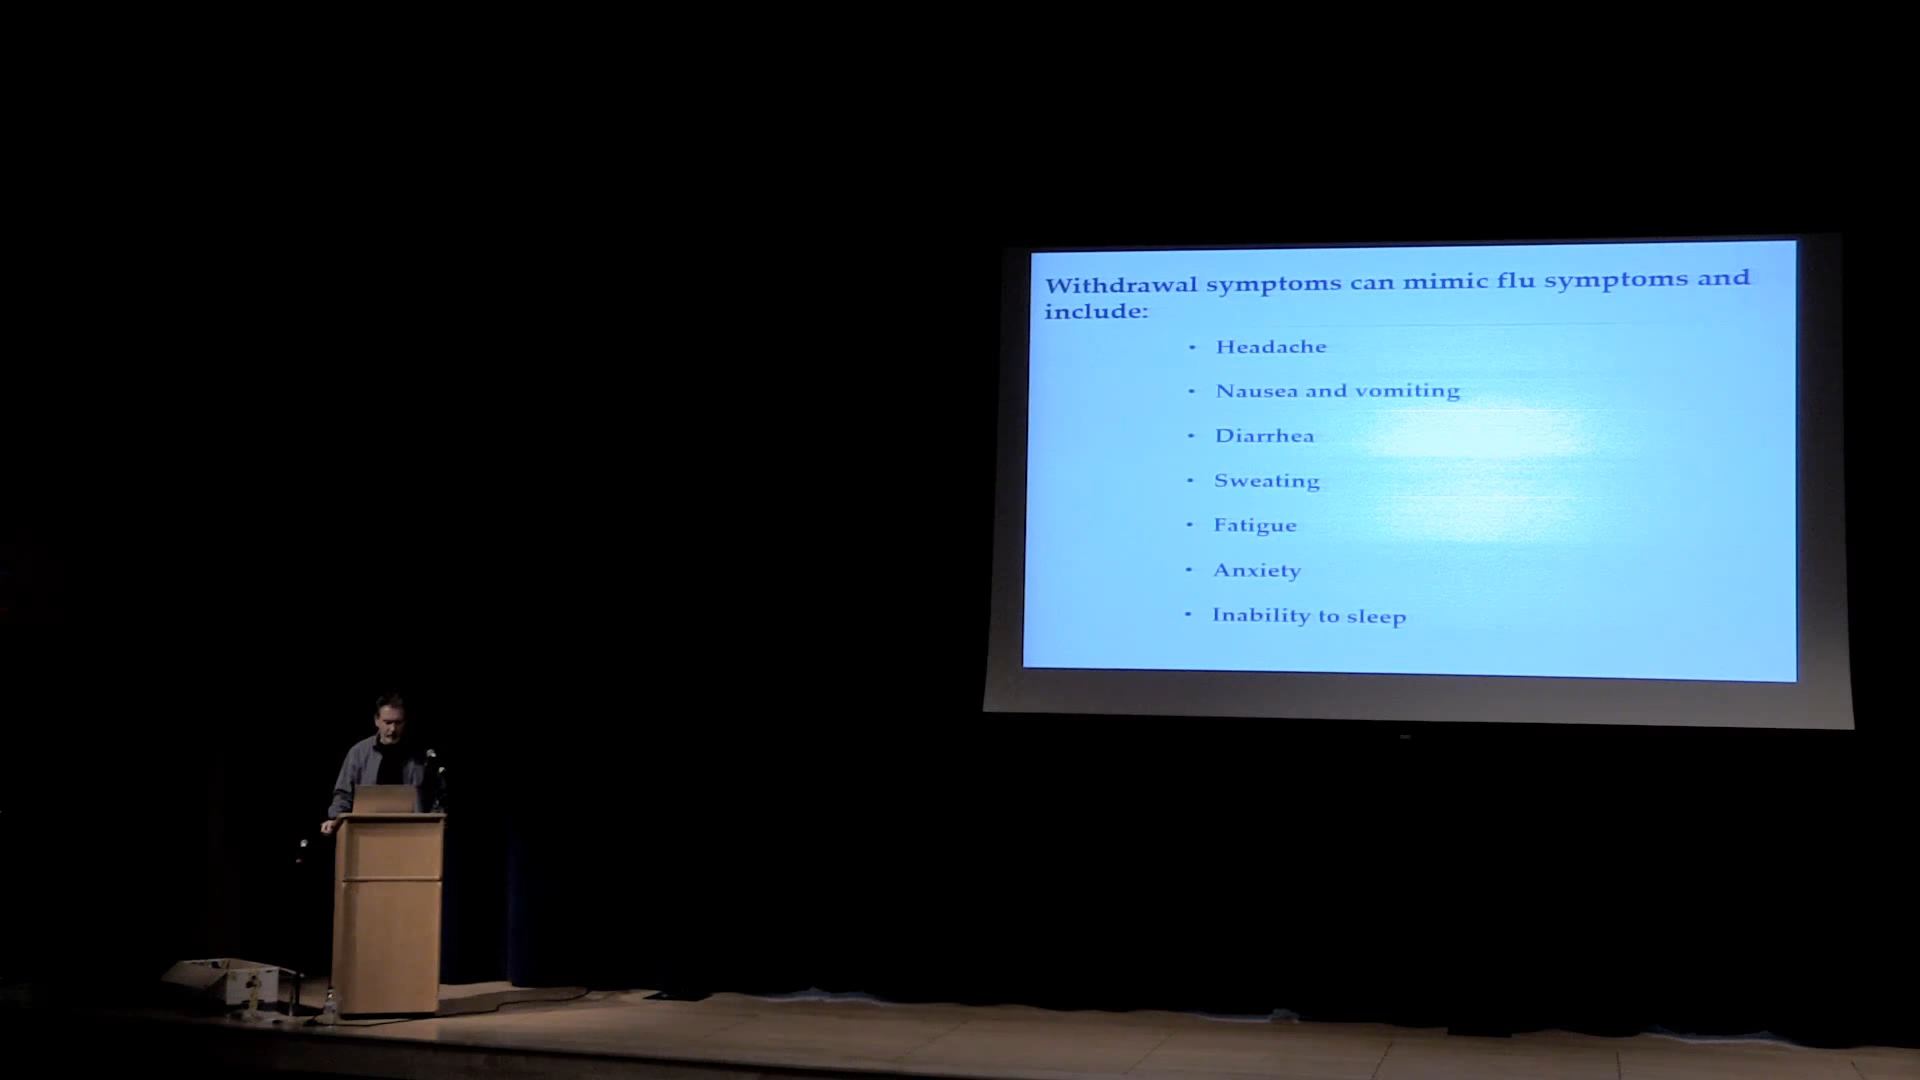 Withdrawal symptoms can mimic flu symptoms and
include:
• Headache
• Nausea and vomiting
• Diarrhea
• Sweating
• Fatigue
• Anxiety
• Inability to sleep